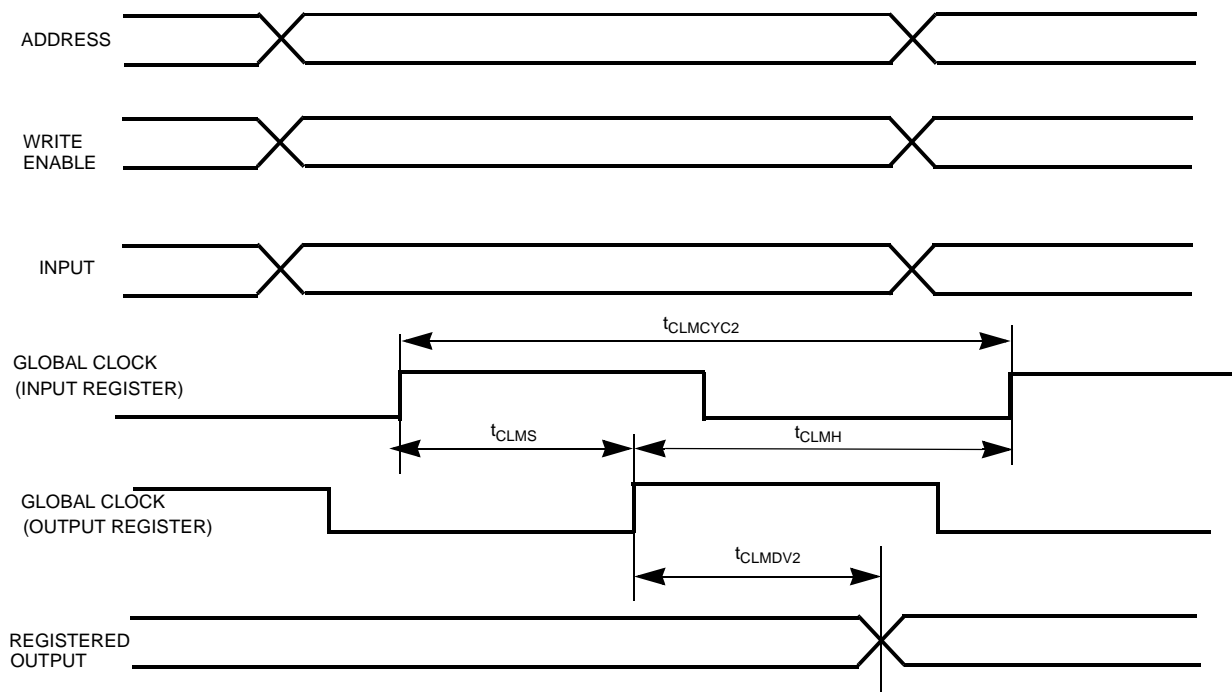 ADDRESS
WRITE
ENABLE
INPUT
tCLMCYC2
GLOBAL CLOCK
(INPUT REGISTER)
tCLMS
tCLMH
GLOBAL CLOCK
(OUTPUT REGISTER)
tCLMDV2
REGISTERED
OUTPUT